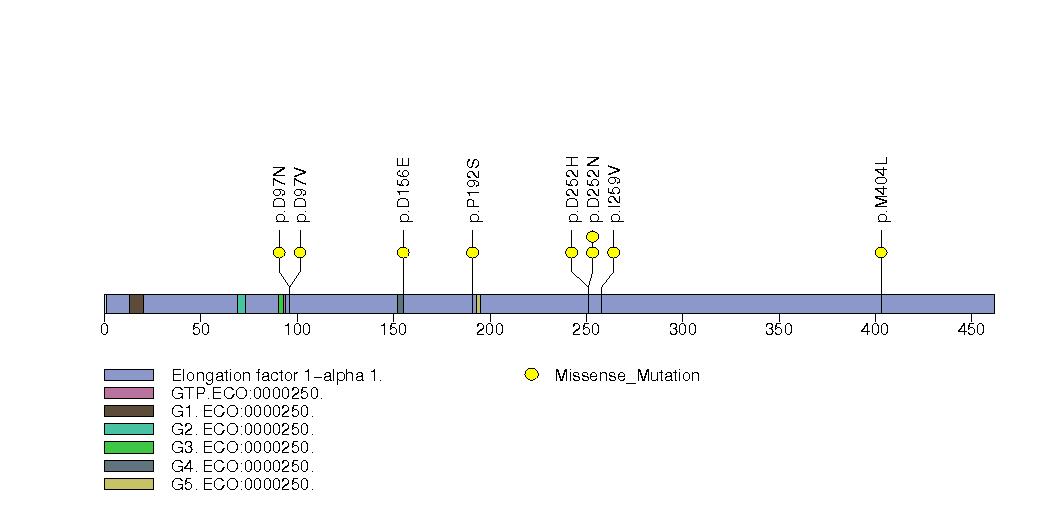 p.D97N
p.D97V
p.D156E
p.P192S
p.D252H
p.D252N
p.I259V
p.M404L
0 50 100 150 200 250 300 350 400 450
Elongation factor 1-alpha 1.
Missense_Mutation
GTP.ECO:0000250.
G1. ECO:0000250.
G2. ECO:0000250.
G3. ECO:0000250.
G4. ECO:0000250.
G5. ECO:0000250.